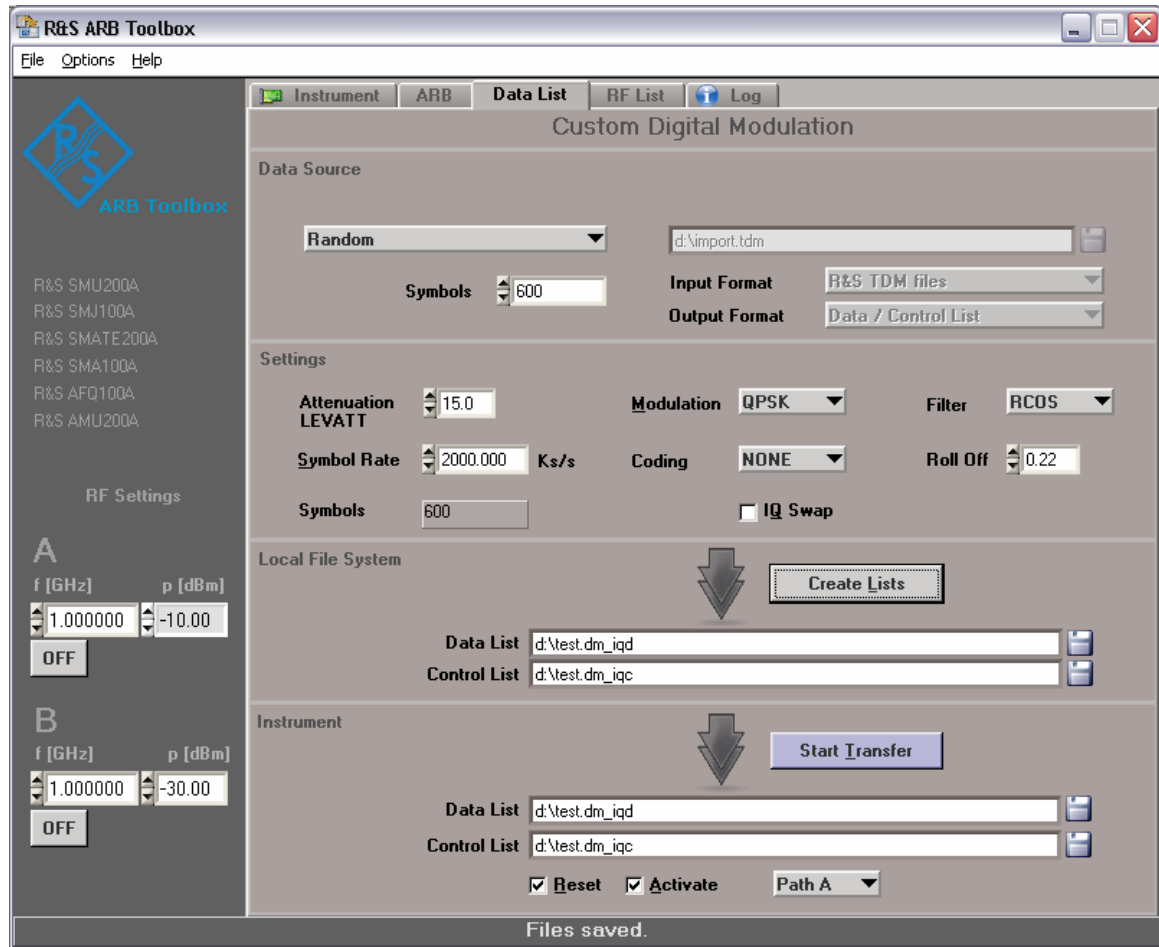 R&S ARB Toolbox
File Options Help
R S
ARB Toolbox
R&S SMU200A
R&S SMJ100A
R&S SMATE200A
R&S SMA100A
R&S AFQ100A
R&S AMU200A
RF Settings
A
f [GHz] p [dBm]
1.000000 -10.00
OFF
B
f [GHz] p [dBm]
1.000000 -30.00
OFF
Instrument ARB Data List RF List Log
Custom Digital Modulation
Data Source
Random d:\import.tdm
Symbols 600 Input Format R&S TDM files
Output Format Data / Control List
Settings
Attenuation LEVATT 15.0 Modulation QPSK Filter RCOS
Symbol Rate 2000.000 Ks/s Coding NONE Roll Off 0.22
Symbols 600 IQ Swap
Local File System
Create Lists
Data List d:\test.dm_iqd
Control List d:\test.dm_iqc
Instrument
Start Transfer
Data List d:\test.dm_iqd
Control List d:\test.dm_iqc
Reset Activate Path A
Files saved.